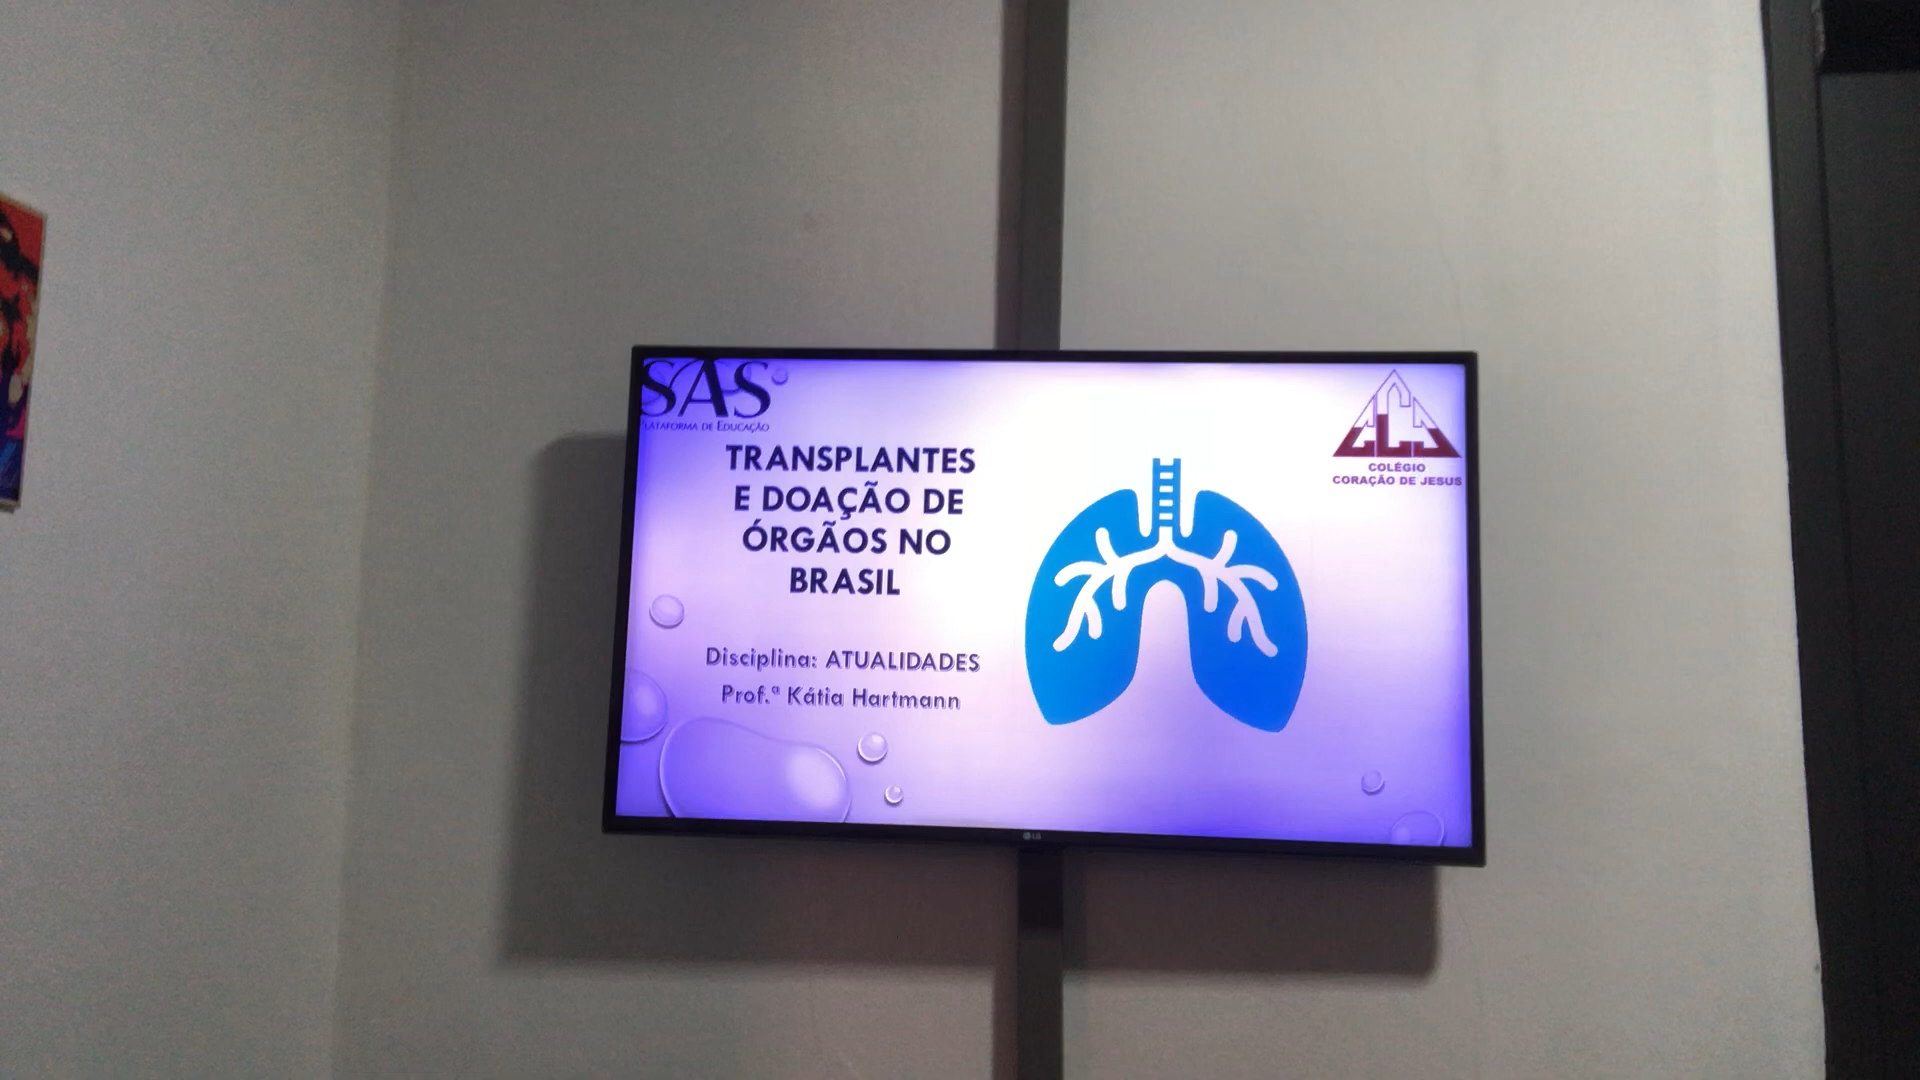 SAS
PLATAFORMA DE EDUCAÇÃO
TRANSPLANTES
E DOAÇÃO DE
ÓRGÃOS NO
BRASIL
Disciplina: ATUALIDADES
Prof.ª Kátia Hartmann
CCJ
COLÉGIO
CORAÇÃO DE JESUS
LG